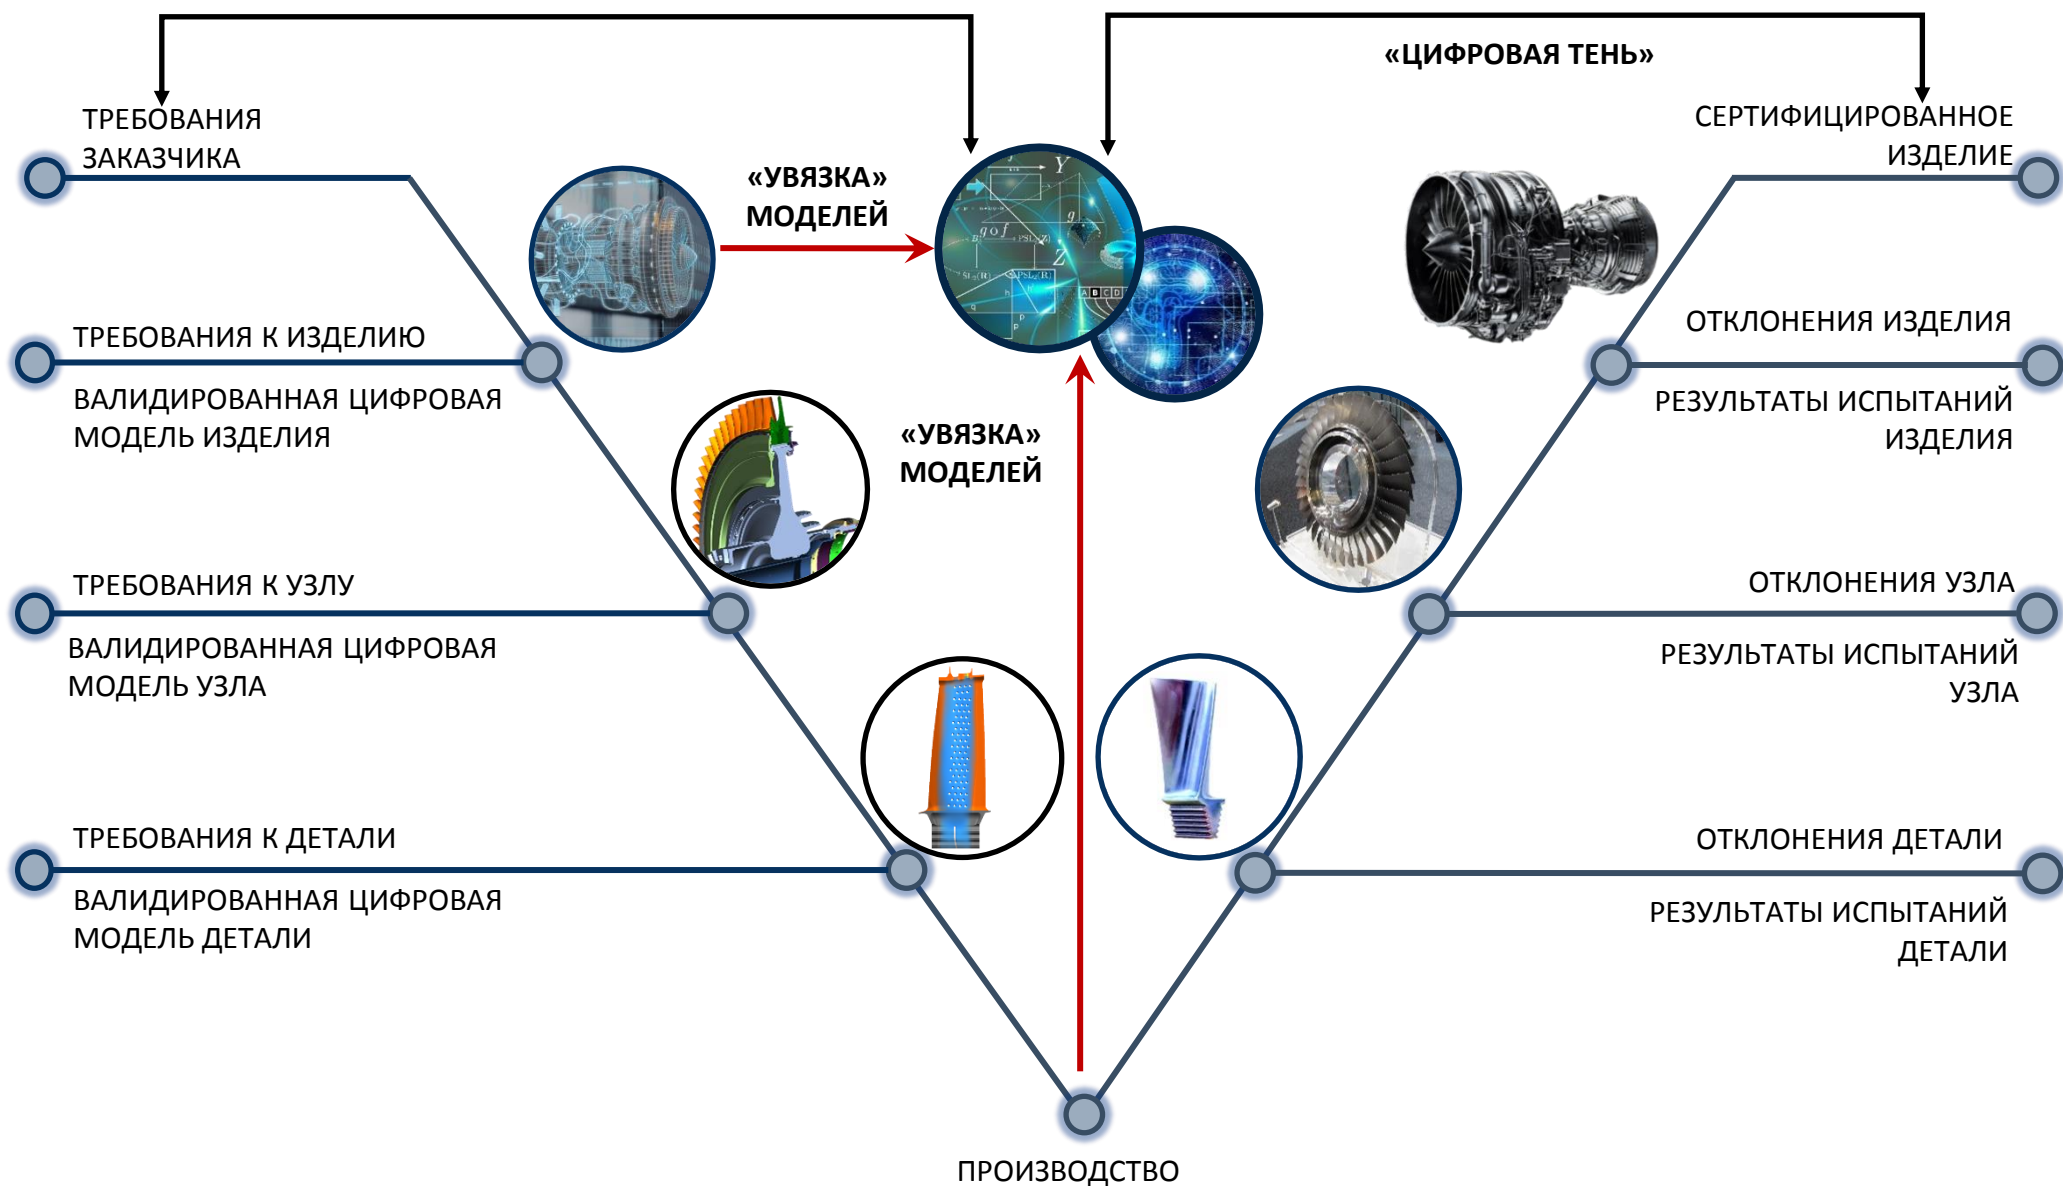 «ЦИФРОВАЯ ТЕНЬ»
ТРЕБОВАНИЯ
ЗАКАЗЧИКА
СЕРТИФИЦИРОВАННОЕ
ИЗДЕЛИЕ
«УВЯЗКА»
МОДЕЛЕЙ
Y
g
g o f
Z
PSL₂(R)
A B C D
ТРЕБОВАНИЯ К ИЗДЕЛИЮ
ВАЛИДИРОВАННАЯ ЦИФРОВАЯ
МОДЕЛЬ ИЗДЕЛИЯ
ОТКЛОНЕНИЯ ИЗДЕЛИЯ
РЕЗУЛЬТАТЫ ИСПЫТАНИЙ
ИЗДЕЛИЯ
«УВЯЗКА»
МОДЕЛЕЙ
ТРЕБОВАНИЯ К УЗЛУ
ВАЛИДИРОВАННАЯ ЦИФРОВАЯ
МОДЕЛЬ УЗЛА
ОТКЛОНЕНИЯ УЗЛА
РЕЗУЛЬТАТЫ ИСПЫТАНИЙ
УЗЛА
ТРЕБОВАНИЯ К ДЕТАЛИ
ВАЛИДИРОВАННАЯ ЦИФРОВАЯ
МОДЕЛЬ ДЕТАЛИ
ОТКЛОНЕНИЯ ДЕТАЛИ
РЕЗУЛЬТАТЫ ИСПЫТАНИЙ
ДЕТАЛИ
ПРОИЗВОДСТВО